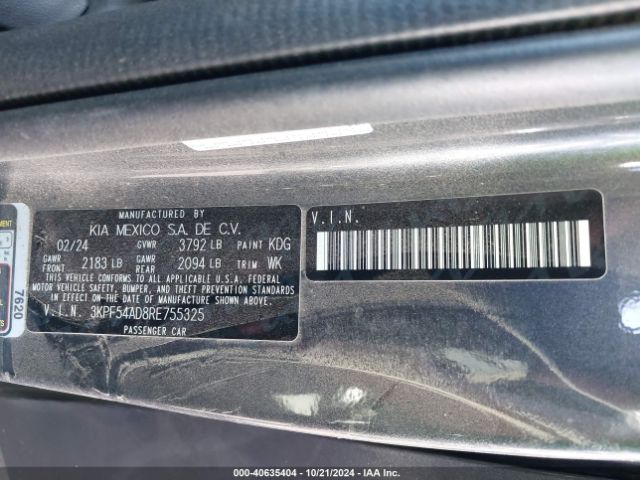 MANUFACTURED BY
KIA MEXICO S.A. DE C.V.
02/24 GVWR 3792 LB PAINT KDG
GAWR FRONT 2183 LB GAWR REAR 2094 LB TRIM WK
THIS VEHICLE CONFORMS TO ALL APPLICABLE U.S.A. FEDERAL
MOTOR VEHICLE SAFETY, BUMPER, AND THEFT PREVENTION STANDARDS
IN EFFECT ON THE DATE OF MANUFACTURE SHOWN ABOVE.
V.I.N. 3KPF54AD8RE755325
PASSENGER CAR
V.I.N.
7620
000-40635404 | 10/21/2024 | IAA Inc.